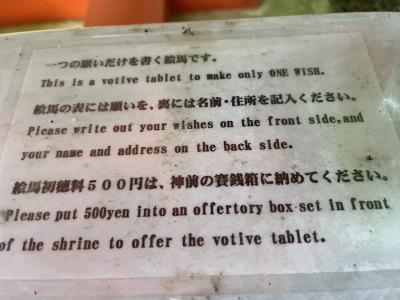 一つの願いだけを書く絵馬です。
This is a votive tablet to make only ONE WISH.
絵馬の表には願いを、裏には名前・住所を記入ください。
Please write out your wishes on the front side,and
your name and address on the back side.
絵馬初穂料５００円は、神前の賽銭箱に納めてください。
Please put 500yen into an offertory box set in front
of the shrine to offer the votive tablet.